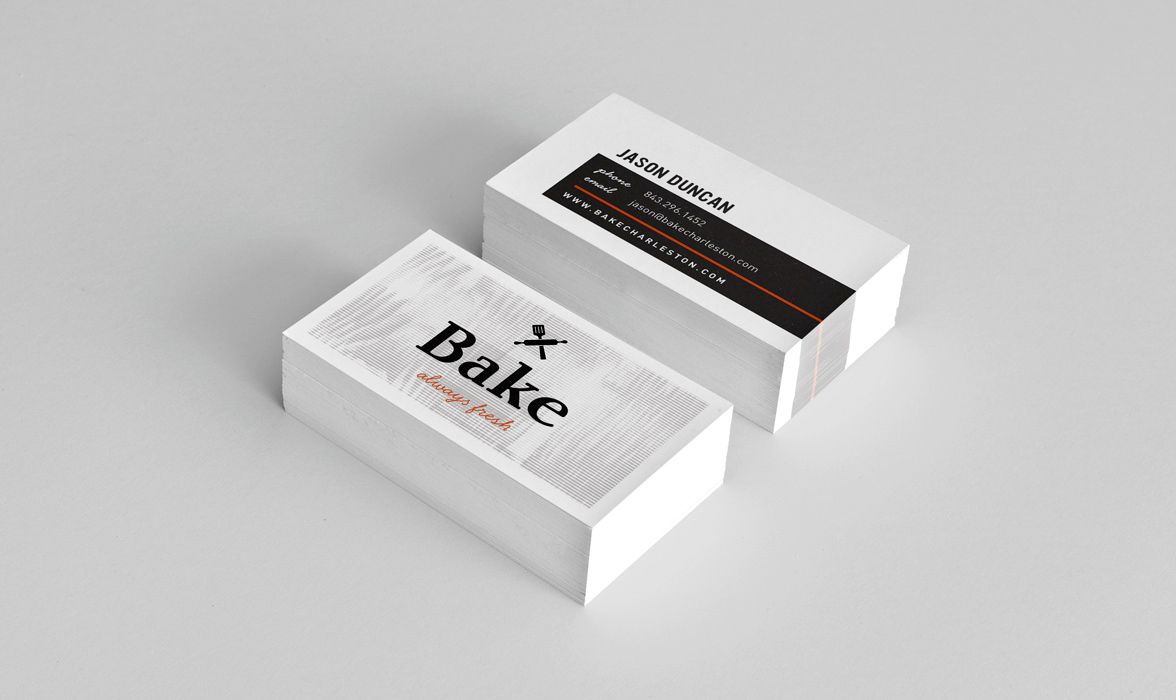 JASON DUNCAN
phone 843.296.1452
email jason@bakecharleston.com
WWW.BAKECHARLESTON.COM
Bake
always fresh